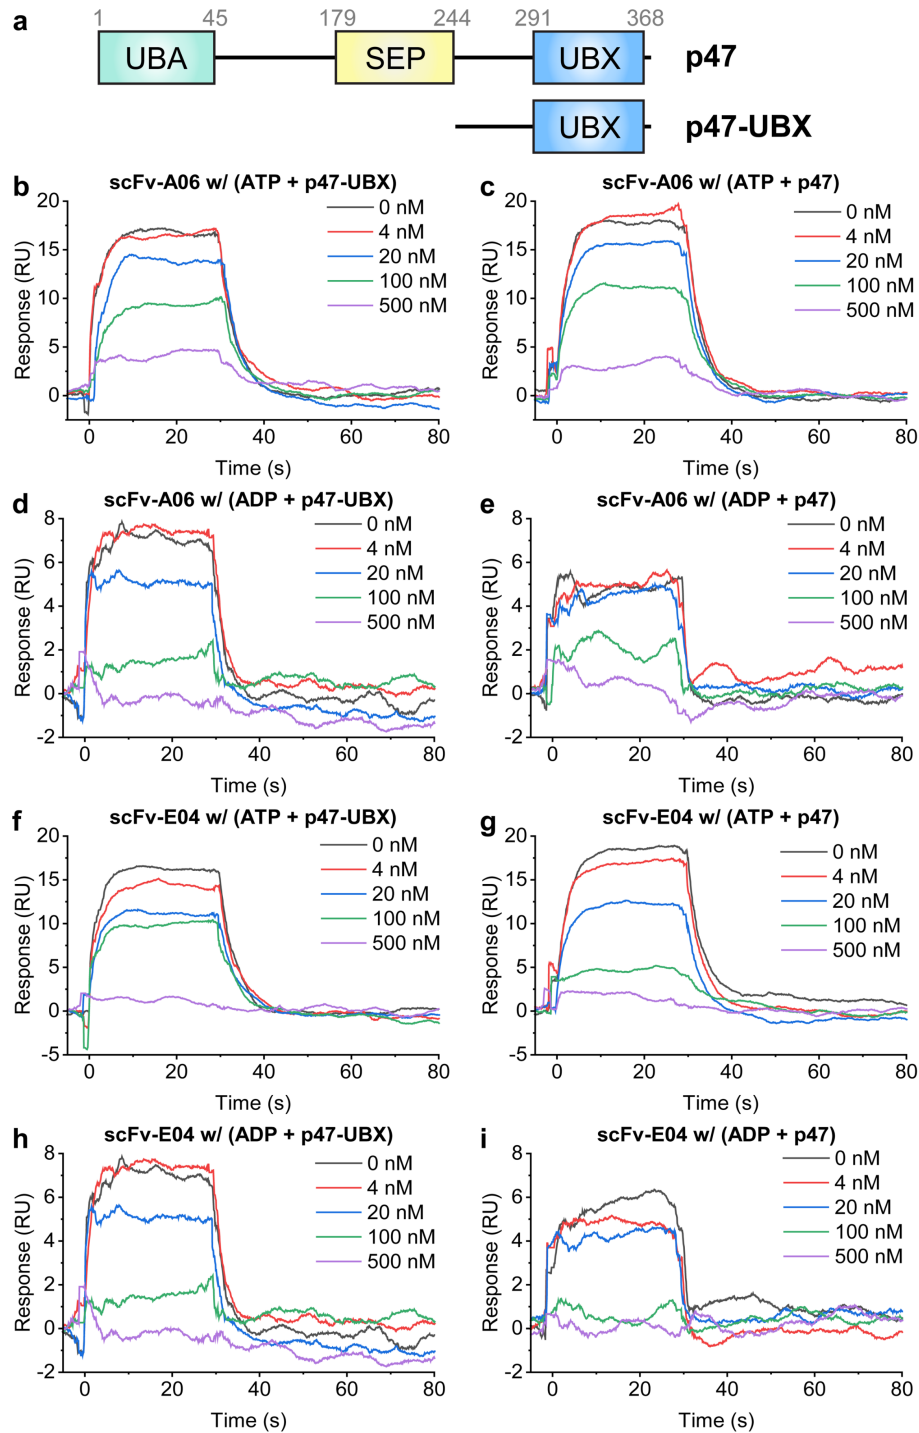 a
1 45 179 244 291 368
UBA SEP UBX p47
UBX p47-UBX
b
scFv-A06 w/ (ATP + p47-UBX)
Response (RU)
20
15
10
5
0
0 nM
4 nM
20 nM
100 nM
500 nM
0 20 40 60 80
Time (s)
c
scFv-A06 w/ (ATP + p47)
Response (RU)
20
15
10
5
0
0 nM
4 nM
20 nM
100 nM
500 nM
0 20 40 60 80
Time (s)
d
scFv-A06 w/ (ADP + p47-UBX)
Response (RU)
8
6
4
2
0
-2
0 nM
4 nM
20 nM
100 nM
500 nM
0 20 40 60 80
Time (s)
e
scFv-A06 w/ (ADP + p47)
Response (RU)
8
6
4
2
0
-2
0 nM
4 nM
20 nM
100 nM
500 nM
0 20 40 60 80
Time (s)
f
scFv-E04 w/ (ATP + p47-UBX)
Response (RU)
20
15
10
5
0
-5
0 nM
4 nM
20 nM
100 nM
500 nM
0 20 40 60 80
Time (s)
g
scFv-E04 w/ (ATP + p47)
Response (RU)
20
15
10
5
0
-5
0 nM
4 nM
20 nM
100 nM
500 nM
0 20 40 60 80
Time (s)
h
scFv-E04 w/ (ADP + p47-UBX)
Response (RU)
8
6
4
2
0
-2
0 nM
4 nM
20 nM
100 nM
500 nM
0 20 40 60 80
Time (s)
i
scFv-E04 w/ (ADP + p47)
Response (RU)
8
6
4
2
0
-2
0 nM
4 nM
20 nM
100 nM
500 nM
0 20 40 60 80
Time (s)